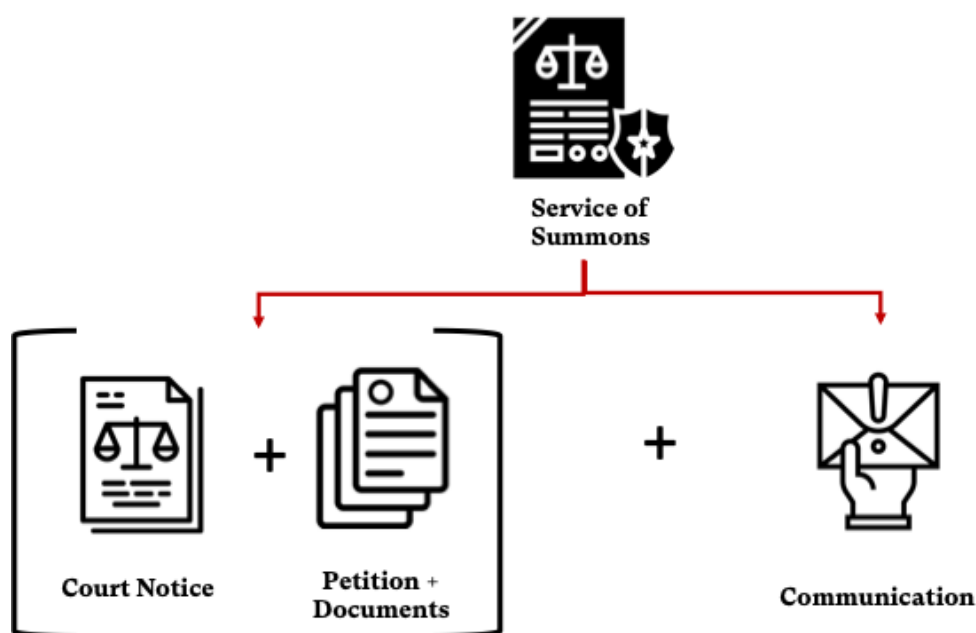 Service of
Summons
+
+
Court Notice
Petition +
Documents
Communication